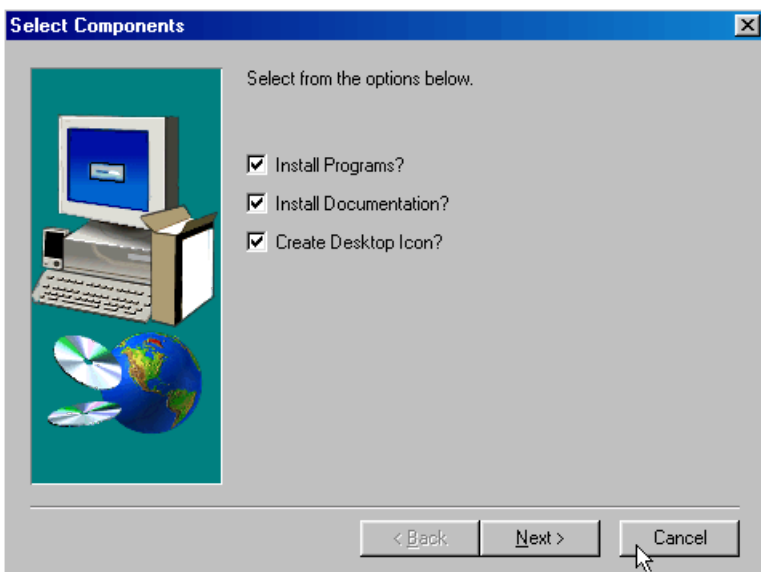 Select Components
Select from the options below.
Install Programs?
Install Documentation?
Create Desktop Icon?
< Back
Next >
Cancel